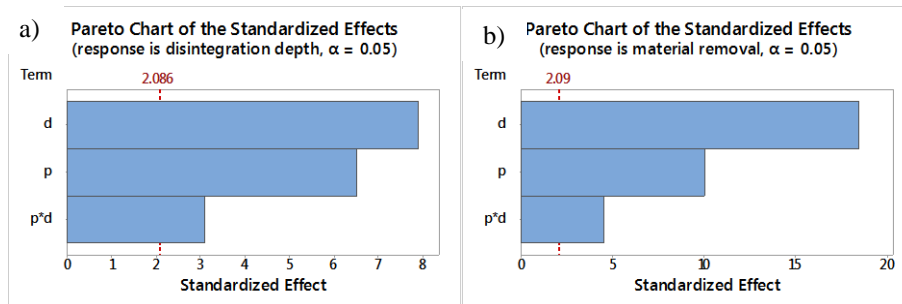 a)
Pareto Chart of the Standardized Effects
(response is disintegration depth, α = 0.05)
Term
2.086
d
p
p*d
0 1 2 3 4 5 6 7 8
Standardized Effect
b)
Pareto Chart of the Standardized Effects
(response is material removal, α = 0.05)
Term
2.09
d
p
p*d
0 5 10 15 20
Standardized Effect